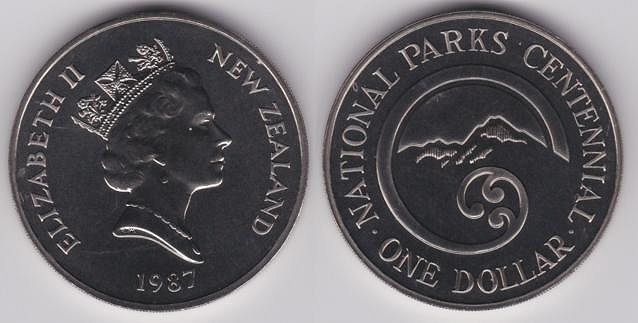 ELIZABETH II
NEW ZEALAND
1987
· NATIONAL PARKS CENTENNIAL ·
ONE DOLLAR